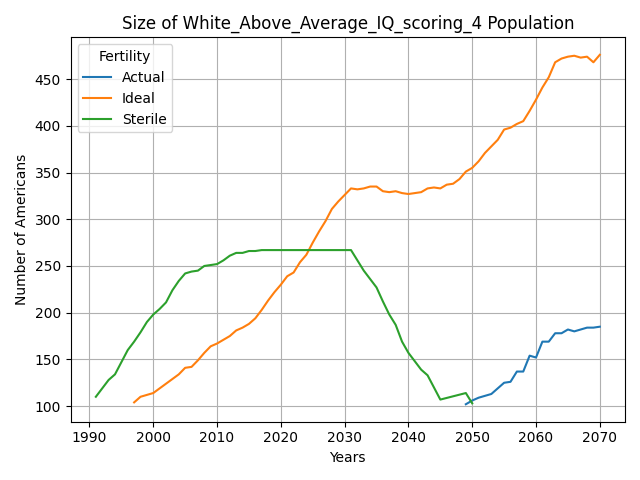 Size of White_Above_Average_IQ_scoring_4 Population
Fertility
Actual
Ideal
Sterile
Number of Americans
450
400
350
300
250
200
150
100
1990 2000 2010 2020 2030 2040 2050 2060 2070
Years